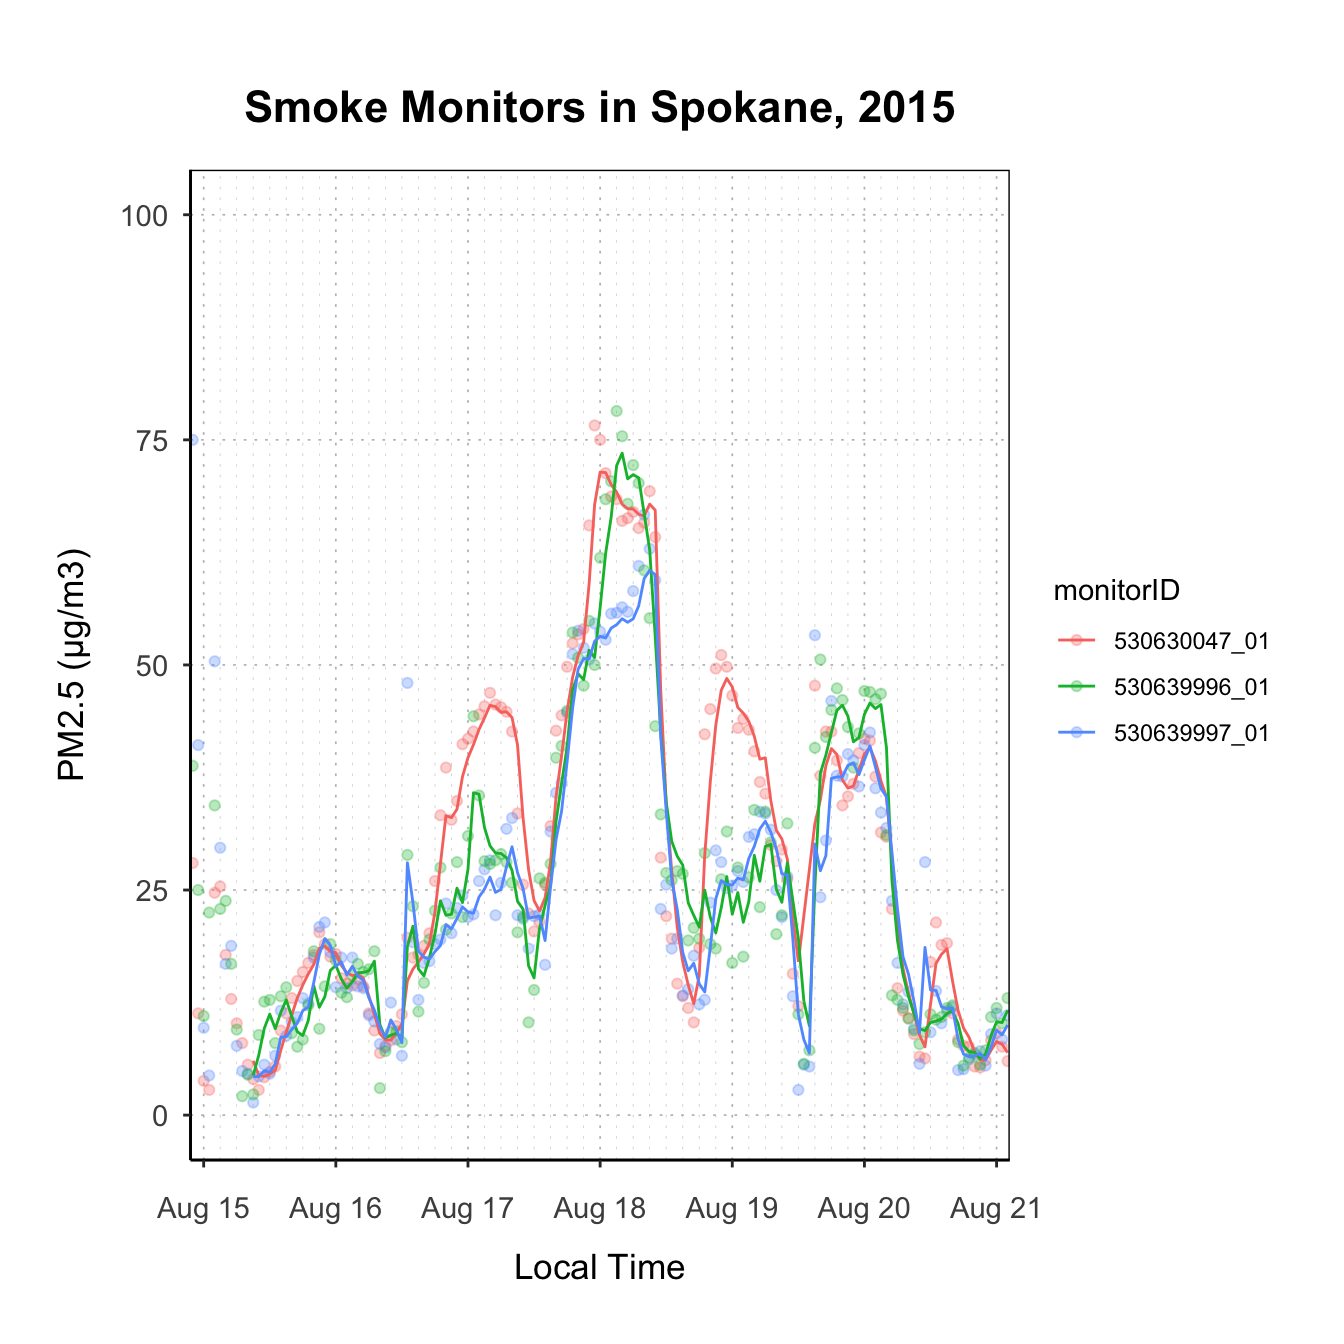 Smoke Monitors in Spokane, 2015
100
75
50
25
0
PM2.5 (µg/m3)
Aug 15 Aug 16 Aug 17 Aug 18 Aug 19 Aug 20 Aug 21
Local Time
monitorID
530630047_01
530639996_01
530639997_01